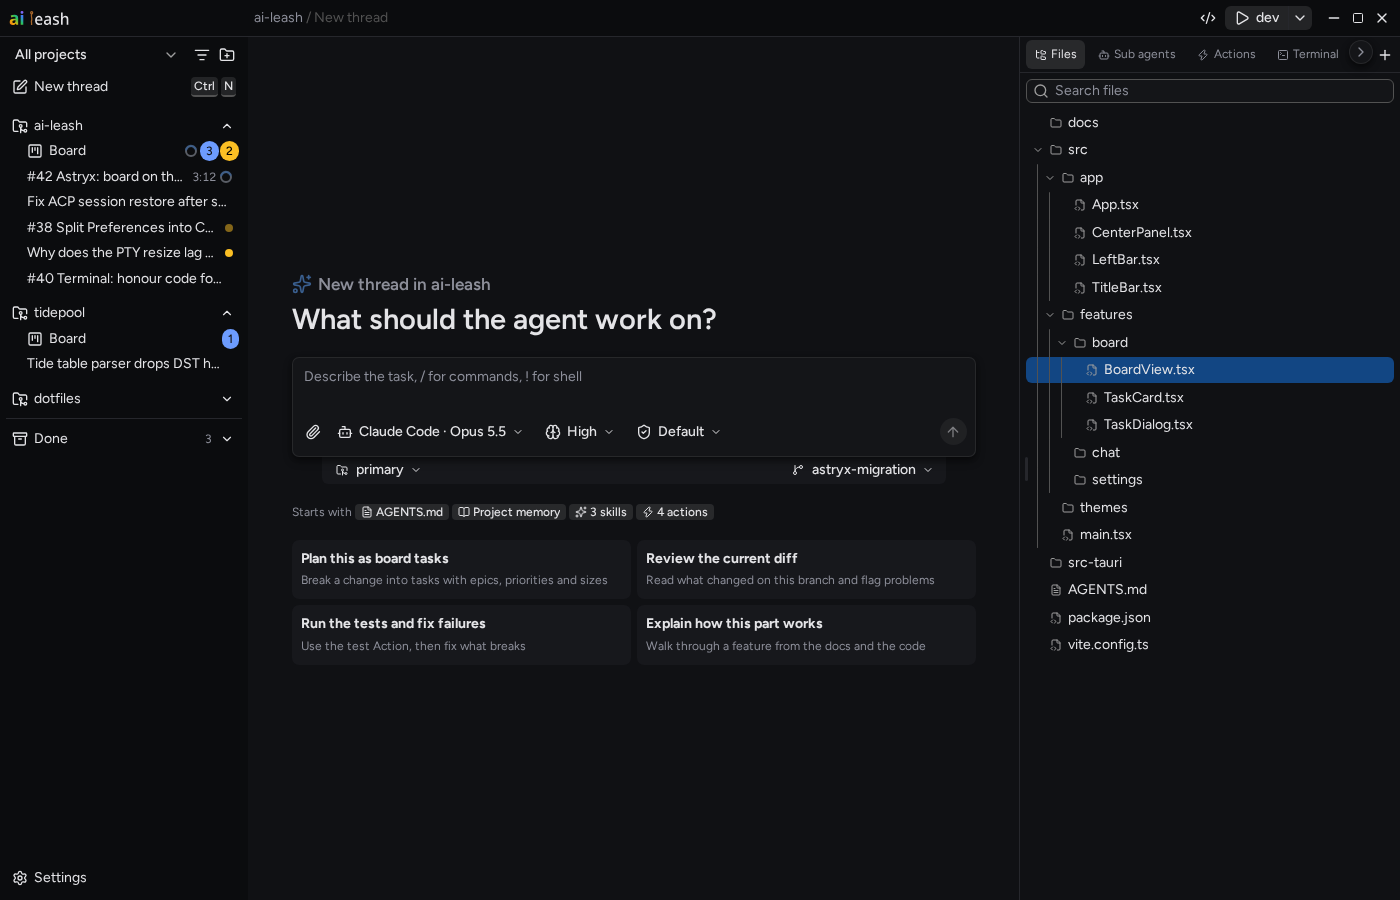 ai leash
ai-leash / New thread
dev
All projects
New thread Ctrl N
ai-leash
Board 3 2
#42 Astryx: board on th... 3:12
Fix ACP session restore after s...
#38 Split Preferences into C...
Why does the PTY resize lag ...
#40 Terminal: honour code fo...
tidepool
Board 1
Tide table parser drops DST h...
dotfiles
Done 3
Settings
New thread in ai-leash
What should the agent work on?
Describe the task, / for commands, ! for shell
Claude Code · Opus 5.5 High Default
primary astryx-migration
Starts with AGENTS.md Project memory 3 skills 4 actions
Plan this as board tasks
Break a change into tasks with epics, priorities and sizes
Review the current diff
Read what changed on this branch and flag problems
Run the tests and fix failures
Use the test Action, then fix what breaks
Explain how this part works
Walk through a feature from the docs and the code
Files Sub agents Actions Terminal
Search files
docs
src
app
App.tsx
CenterPanel.tsx
LeftBar.tsx
TitleBar.tsx
features
board
BoardView.tsx
TaskCard.tsx
TaskDialog.tsx
chat
settings
themes
main.tsx
src-tauri
AGENTS.md
package.json
vite.config.ts